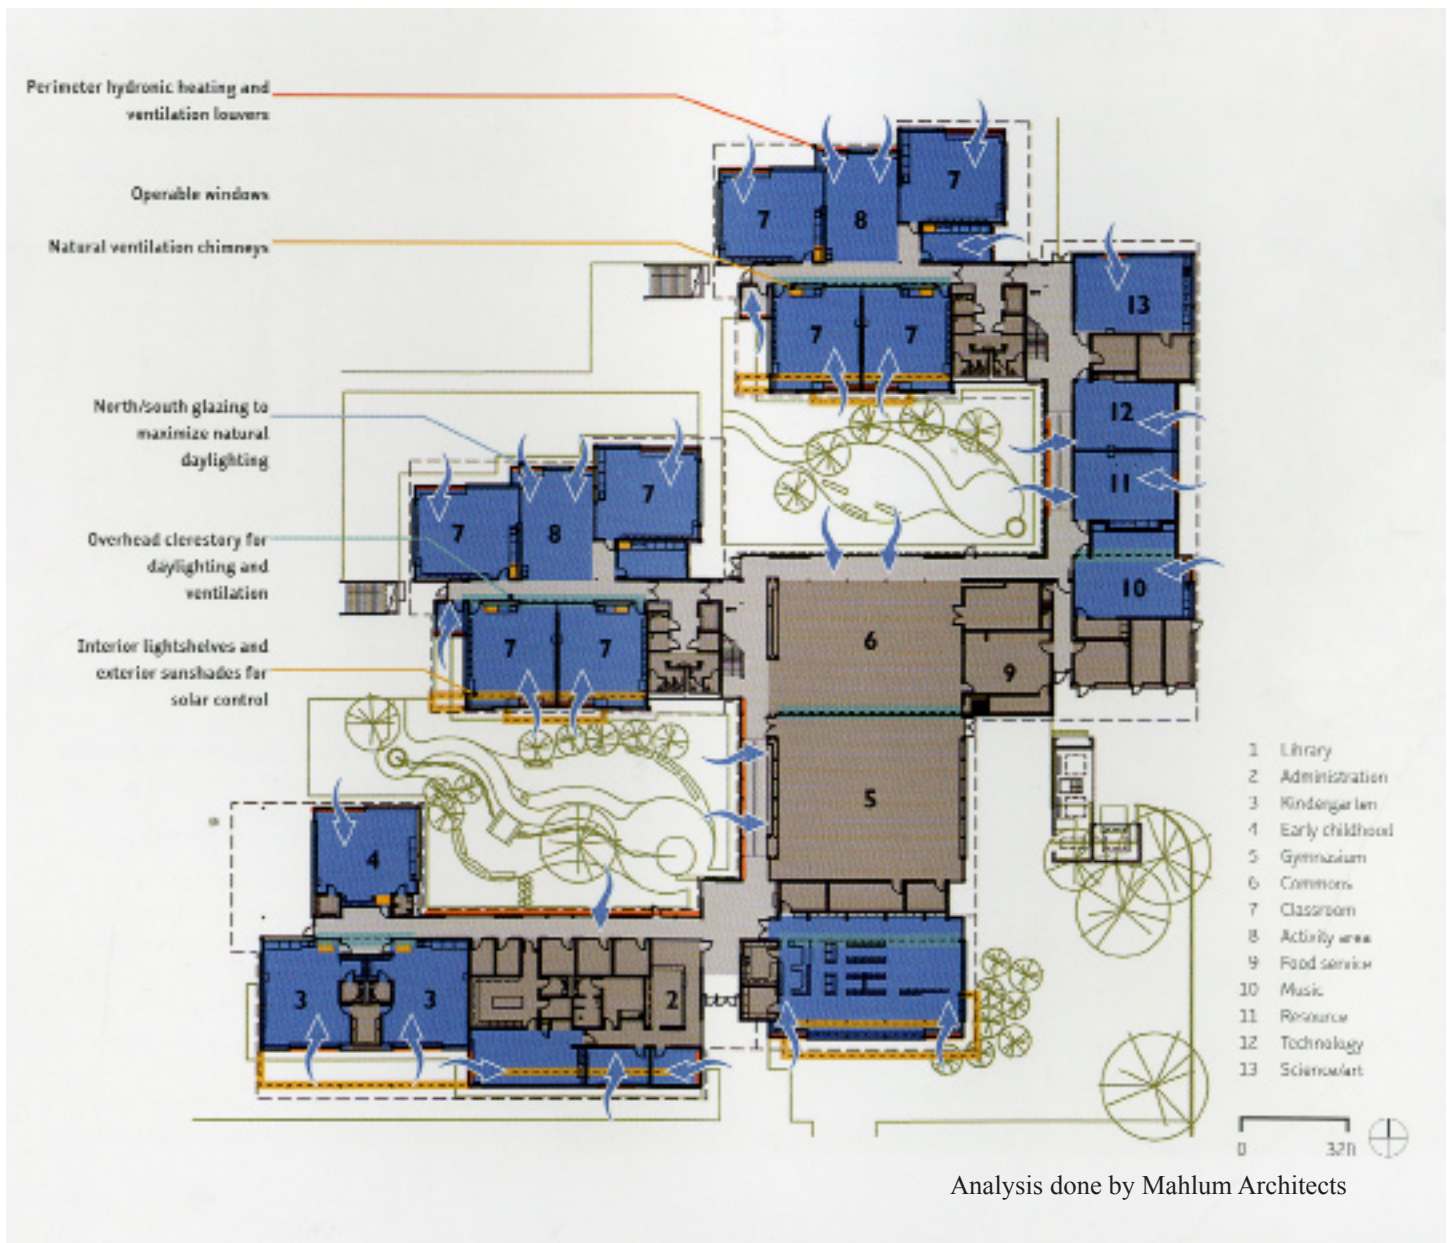 Perimeter hydronic heating and
ventilation louvers
Operable windows
Natural ventilation chimneys
North/south glazing to
maximize natural
daylighting
Overhead clerestory for
daylighting and
ventilation
Interior lightshelves and
exterior sunshades for
solar control
7
8
7
7
7
13
12
11
10
7
8
7
7
7
6
9
5
4
3
3
2
1 Library
2 Administration
3 Kindergarten
4 Early childhood
5 Gymnasium
6 Commons
7 Classroom
8 Activity area
9 Food service
10 Music
11 Resource
12 Technology
13 Science/art
0 32ft
Analysis done by Mahlum Architects